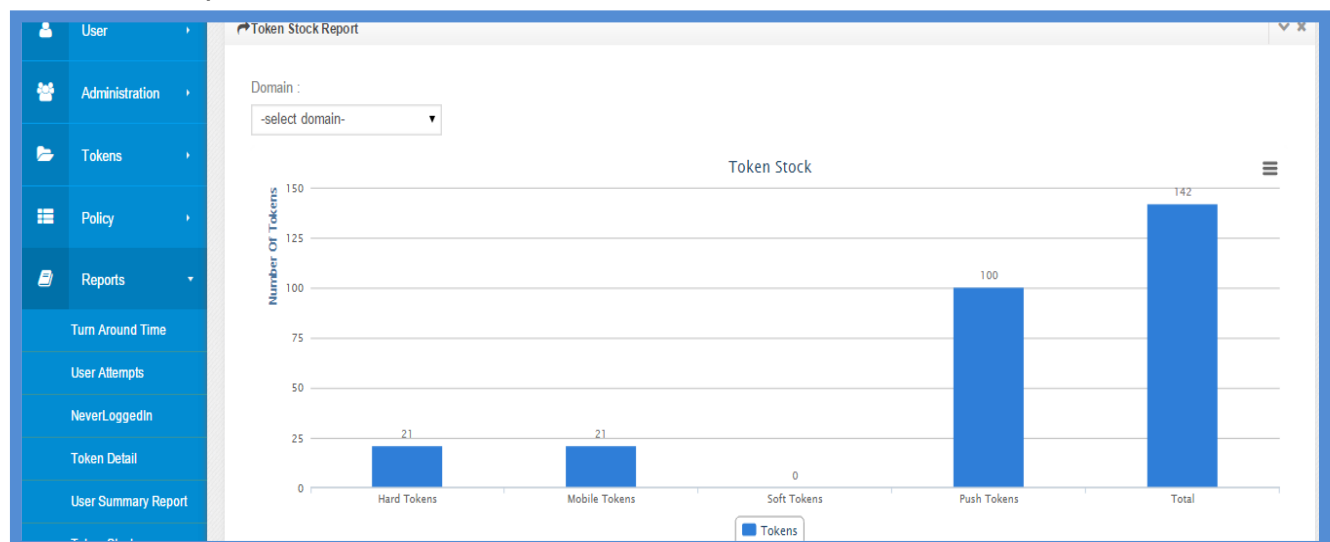 User
Administration
Tokens
Policy
Reports
Turn Around Time
User Attempts
NeverLoggedIn
Token Detail
User Summary Report
Token Stock Report
Domain :
-select domain-
Token Stock
Number Of Tokens
150
125
100
75
50
25
0
21
21
0
100
142
Hard Tokens
Mobile Tokens
Soft Tokens
Push Tokens
Total
Tokens